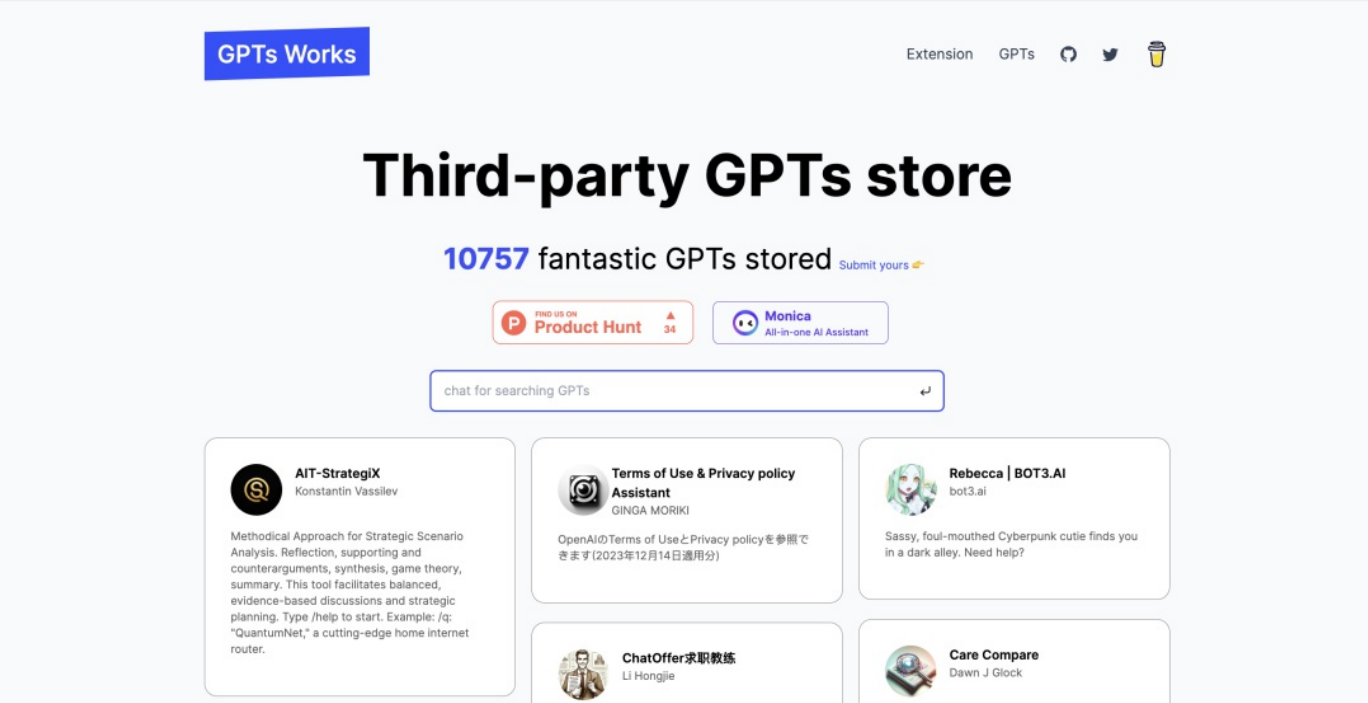 GPTs Works
Extension
GPTs
Third-party GPTs store
10757 fantastic GPTs stored Submit yours 👉
FIND US ON
Product Hunt
34
Monica
All-in-one AI Assistant
chat for searching GPTs
AIT-StrategiX
Konstantin Vassilev
Methodical Approach for Strategic Scenario
Analysis. Reflection, supporting and
counterarguments, synthesis, game theory,
summary. This tool facilitates balanced,
evidence-based discussions and strategic
planning. Type /help to start. Example: /q:
"QuantumNet," a cutting-edge home internet
router.
Terms of Use & Privacy policy
Assistant
GINGA MORIKI
OpenAIのTerms of UseとPrivacy policyを参照で
きます(2023年12月14日適用分)
Rebecca | BOT3.AI
bot3.ai
Sassy, foul-mouthed Cyberpunk cutie finds you
in a dark alley. Need help?
ChatOffer求职教练
Li Hongjie
Care Compare
Dawn J Glock